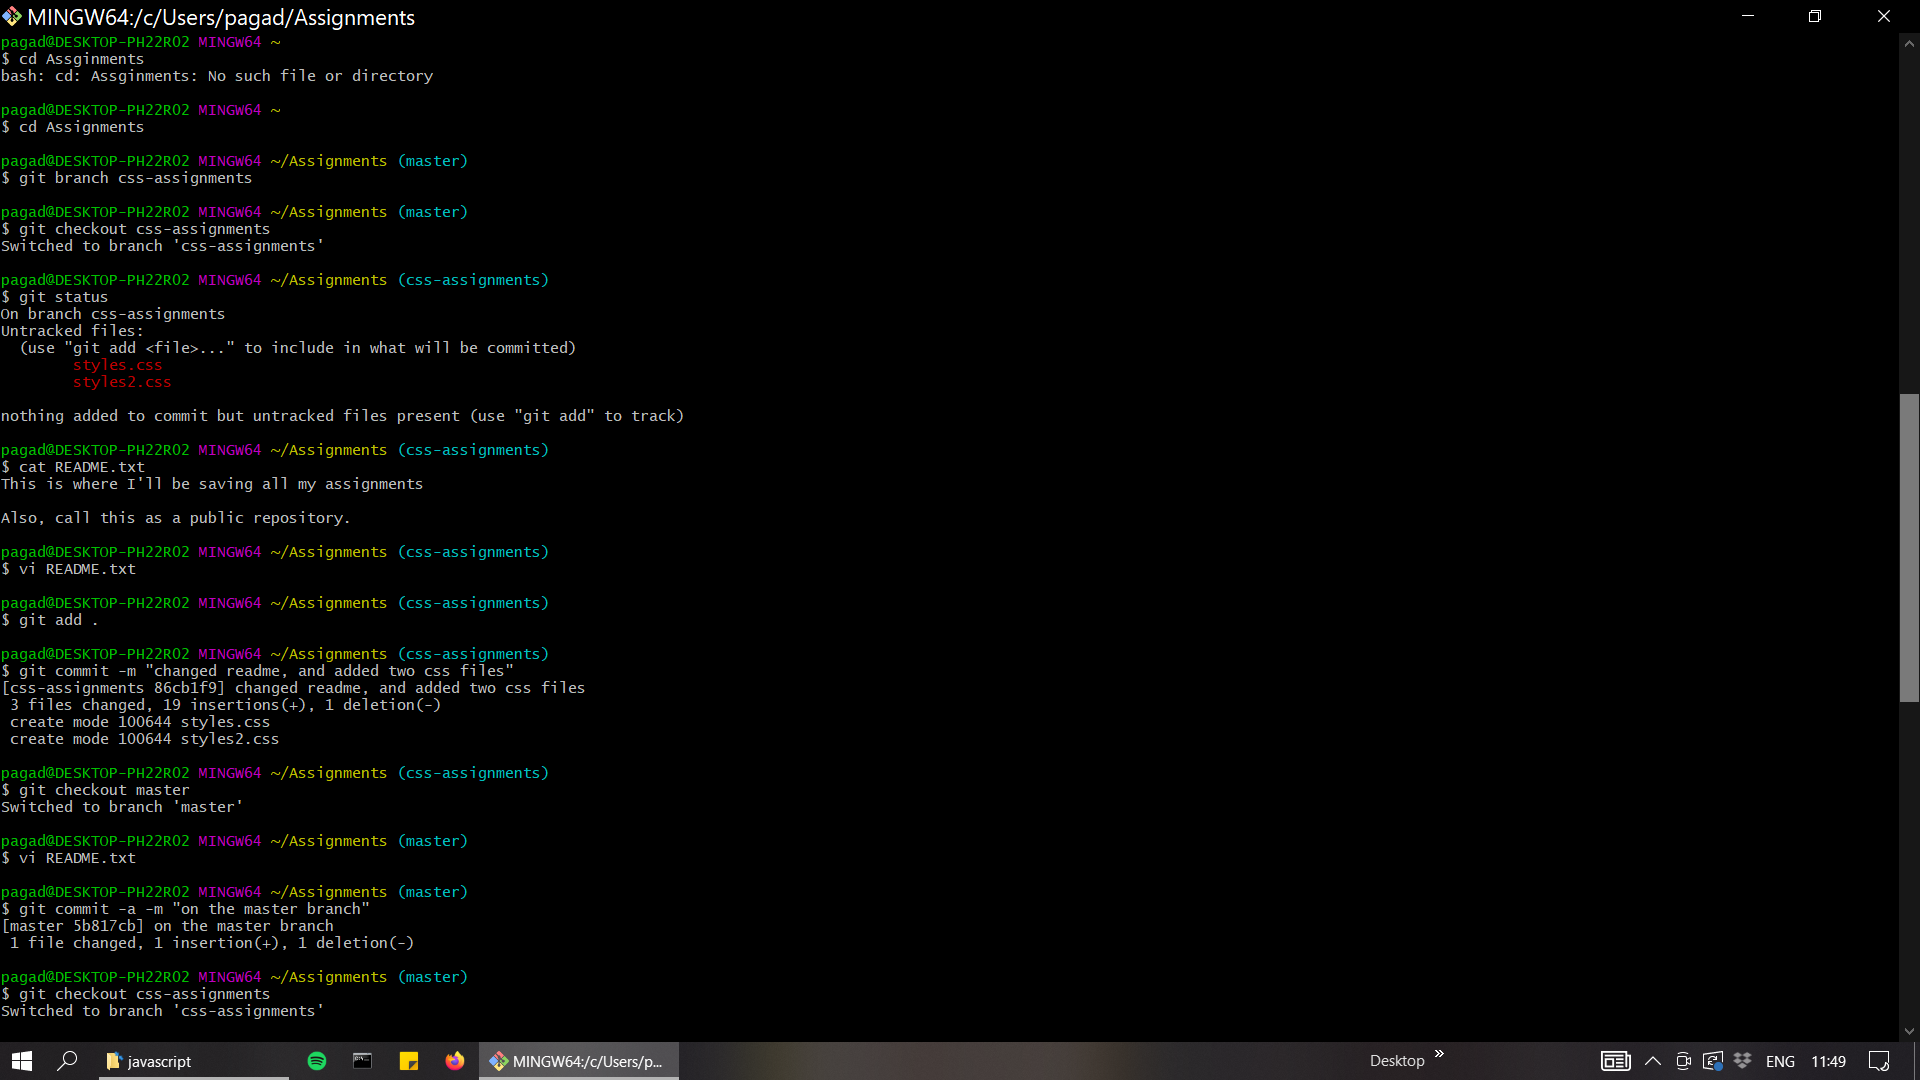 MINGW64:/c/Users/pagad/Assignments
pagad@DESKTOP-PH22R02 MINGW64 ~
$ cd Assginments
bash: cd: Assginments: No such file or directory
pagad@DESKTOP-PH22R02 MINGW64 ~
$ cd Assignments
pagad@DESKTOP-PH22R02 MINGW64 ~/Assignments (master)
$ git branch css-assignments
pagad@DESKTOP-PH22R02 MINGW64 ~/Assignments (master)
$ git checkout css-assignments
Switched to branch 'css-assignments'
pagad@DESKTOP-PH22R02 MINGW64 ~/Assignments (css-assignments)
$ git status
On branch css-assignments
Untracked files:
  (use "git add <file>..." to include in what will be committed)
        styles.css
        styles2.css
nothing added to commit but untracked files present (use "git add" to track)
pagad@DESKTOP-PH22R02 MINGW64 ~/Assignments (css-assignments)
$ cat README.txt
This is where I'll be saving all my assignments
Also, call this as a public repository.
pagad@DESKTOP-PH22R02 MINGW64 ~/Assignments (css-assignments)
$ vi README.txt
pagad@DESKTOP-PH22R02 MINGW64 ~/Assignments (css-assignments)
$ git add .
pagad@DESKTOP-PH22R02 MINGW64 ~/Assignments (css-assignments)
$ git commit -m "changed readme, and added two css files"
[css-assignments 86cb1f9] changed readme, and added two css files
 3 files changed, 19 insertions(+), 1 deletion(-)
 create mode 100644 styles.css
 create mode 100644 styles2.css
pagad@DESKTOP-PH22R02 MINGW64 ~/Assignments (css-assignments)
$ git checkout master
Switched to branch 'master'
pagad@DESKTOP-PH22R02 MINGW64 ~/Assignments (master)
$ vi README.txt
pagad@DESKTOP-PH22R02 MINGW64 ~/Assignments (master)
$ git commit -a -m "on the master branch"
[master 5b817cb] on the master branch
 1 file changed, 1 insertion(+), 1 deletion(-)
pagad@DESKTOP-PH22R02 MINGW64 ~/Assignments (master)
$ git checkout css-assignments
Switched to branch 'css-assignments'
javascript
MINGW64:/c/Users/p...
Desktop »
ENG
11:49